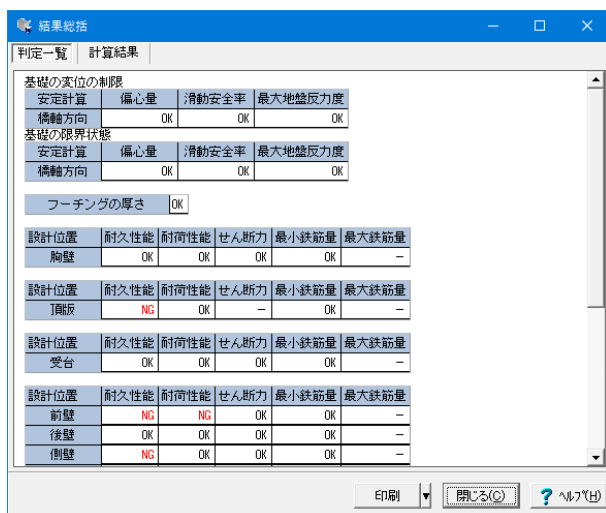 結果総括
判定一覧 計算結果
基礎の変位の制限
安定計算 偏心量 滑動安全率 最大地盤反力度
橋軸方向 OK OK OK
基礎の限界状態
安定計算 偏心量 滑動安全率 最大地盤反力度
橋軸方向 OK OK OK
フーチングの厚さ OK
設計位置 耐久性能 耐荷性能 せん断力 最小鉄筋量 最大鉄筋量
胸壁 OK OK OK OK －
設計位置 耐久性能 耐荷性能 せん断力 最小鉄筋量 最大鉄筋量
頂版 NG OK － OK －
設計位置 耐久性能 耐荷性能 せん断力 最小鉄筋量 最大鉄筋量
受台 OK OK OK OK －
設計位置 耐久性能 耐荷性能 せん断力 最小鉄筋量 最大鉄筋量
前壁 NG NG OK OK －
後壁 OK OK OK OK －
側壁 NG OK OK OK －
印刷 閉じる(C) ? ヘルプ(H)